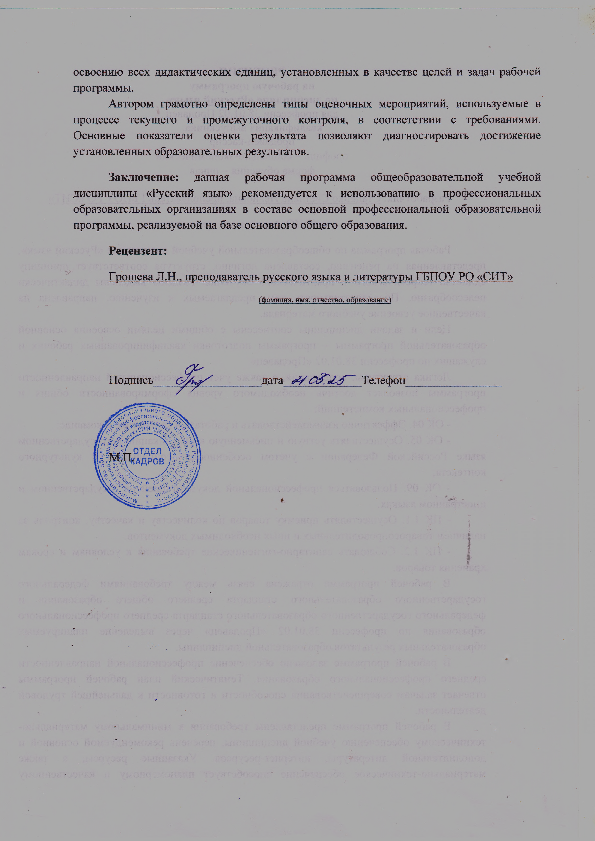 освоению всех дидактических единиц, установленных в качестве целей и задач рабочей
программы.
Автором грамотно определены типы оценочных мероприятий, используемые в
процессе текущего и промежуточного контроля, в соответствии с требованиями.
Основные показатели оценки результата позволяют диагностировать достижение
установленных образовательных результатов.
Заключение: данная рабочая программа общеобразовательной учебной
дисциплины «Русский язык» рекомендуется к использованию в профессиональных
образовательных организациях в составе основной профессиональной образовательной
программы, реализуемой на базе основного общего образования.
Рецензент:
Грошева Л.Н., преподаватель русского языка и литературы ГБПОУ РО «СИТ»
(фамилия, имя, отчество, образование)
Подпись дата 21 05.25 Телефон
ОТДЕЛ
М.П. КАДРОВ